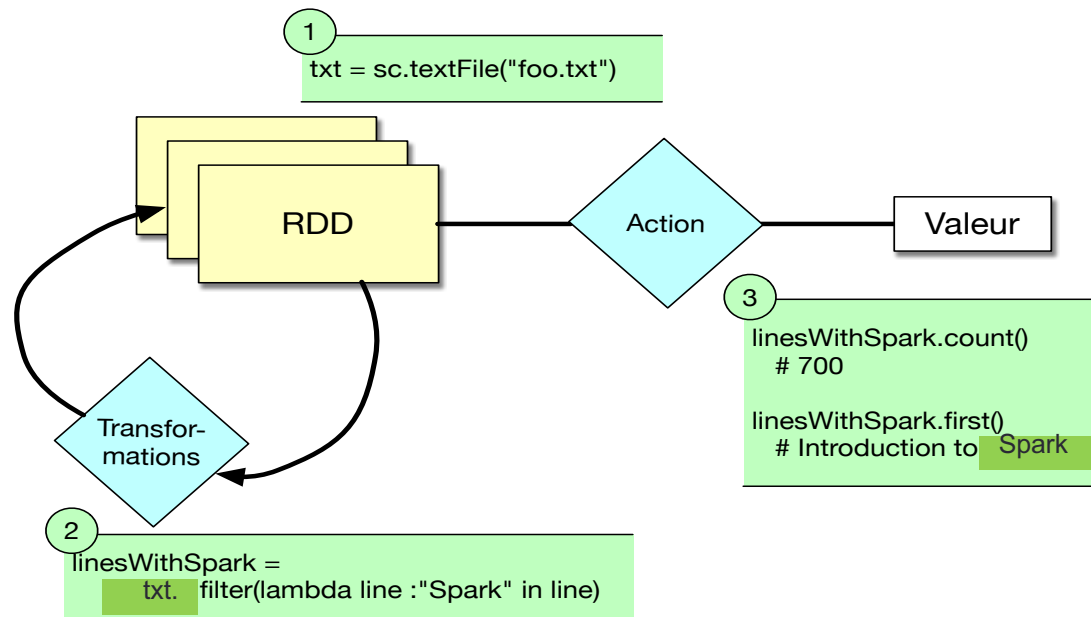 1
txt = sc.textFile("foo.txt")
RDD
Action
Valeur
3
linesWithSpark.count()
# 700
linesWithSpark.first()
# Introduction to Spark
Transfor-
mations
2
linesWithSpark =
txt. filter(lambda line :"Spark" in line)